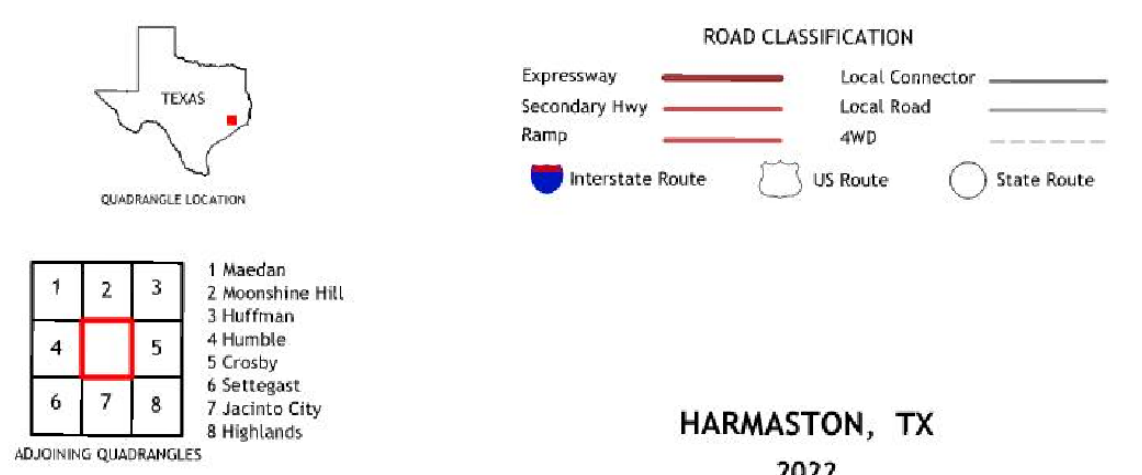 TEXAS
QUADRANGLE LOCATION
ROAD CLASSIFICATION
Expressway
Local Connector
Secondary Hwy
Local Road
Ramp
4WD
Interstate Route
US Route
State Route
1 2 3
4 5
6 7 8
ADJOINING QUADRANGLES
1 Maedan
2 Moonshine Hill
3 Huffman
4 Humble
5 Crosby
6 Settegast
7 Jacinto City
8 Highlands
HARMASTON, TX
2022